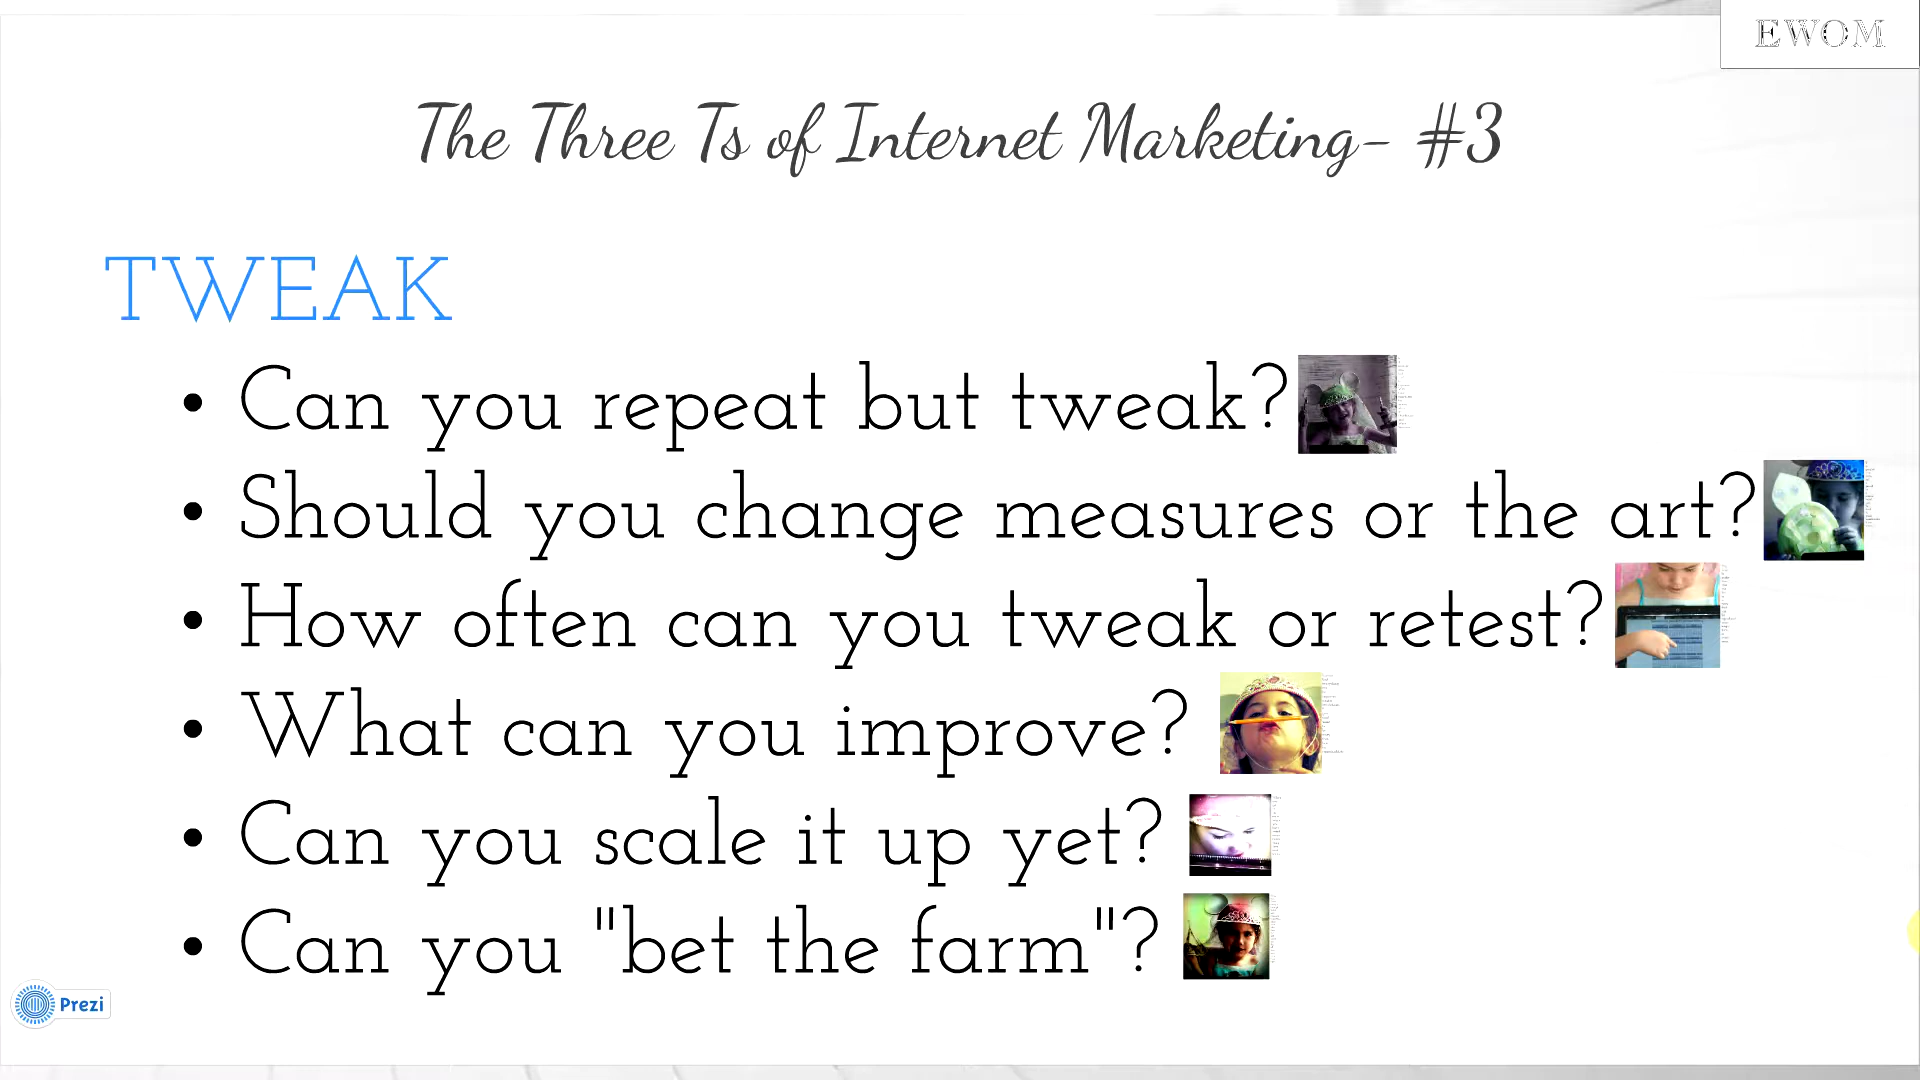 EWOM
The Three Ts of Internet Marketing- #3
TWEAK
• Can you repeat but tweak?
• Should you change measures or the art?
• How often can you tweak or retest?
• What can you improve?
• Can you scale it up yet?
• Can you "bet the farm"?
Prezi